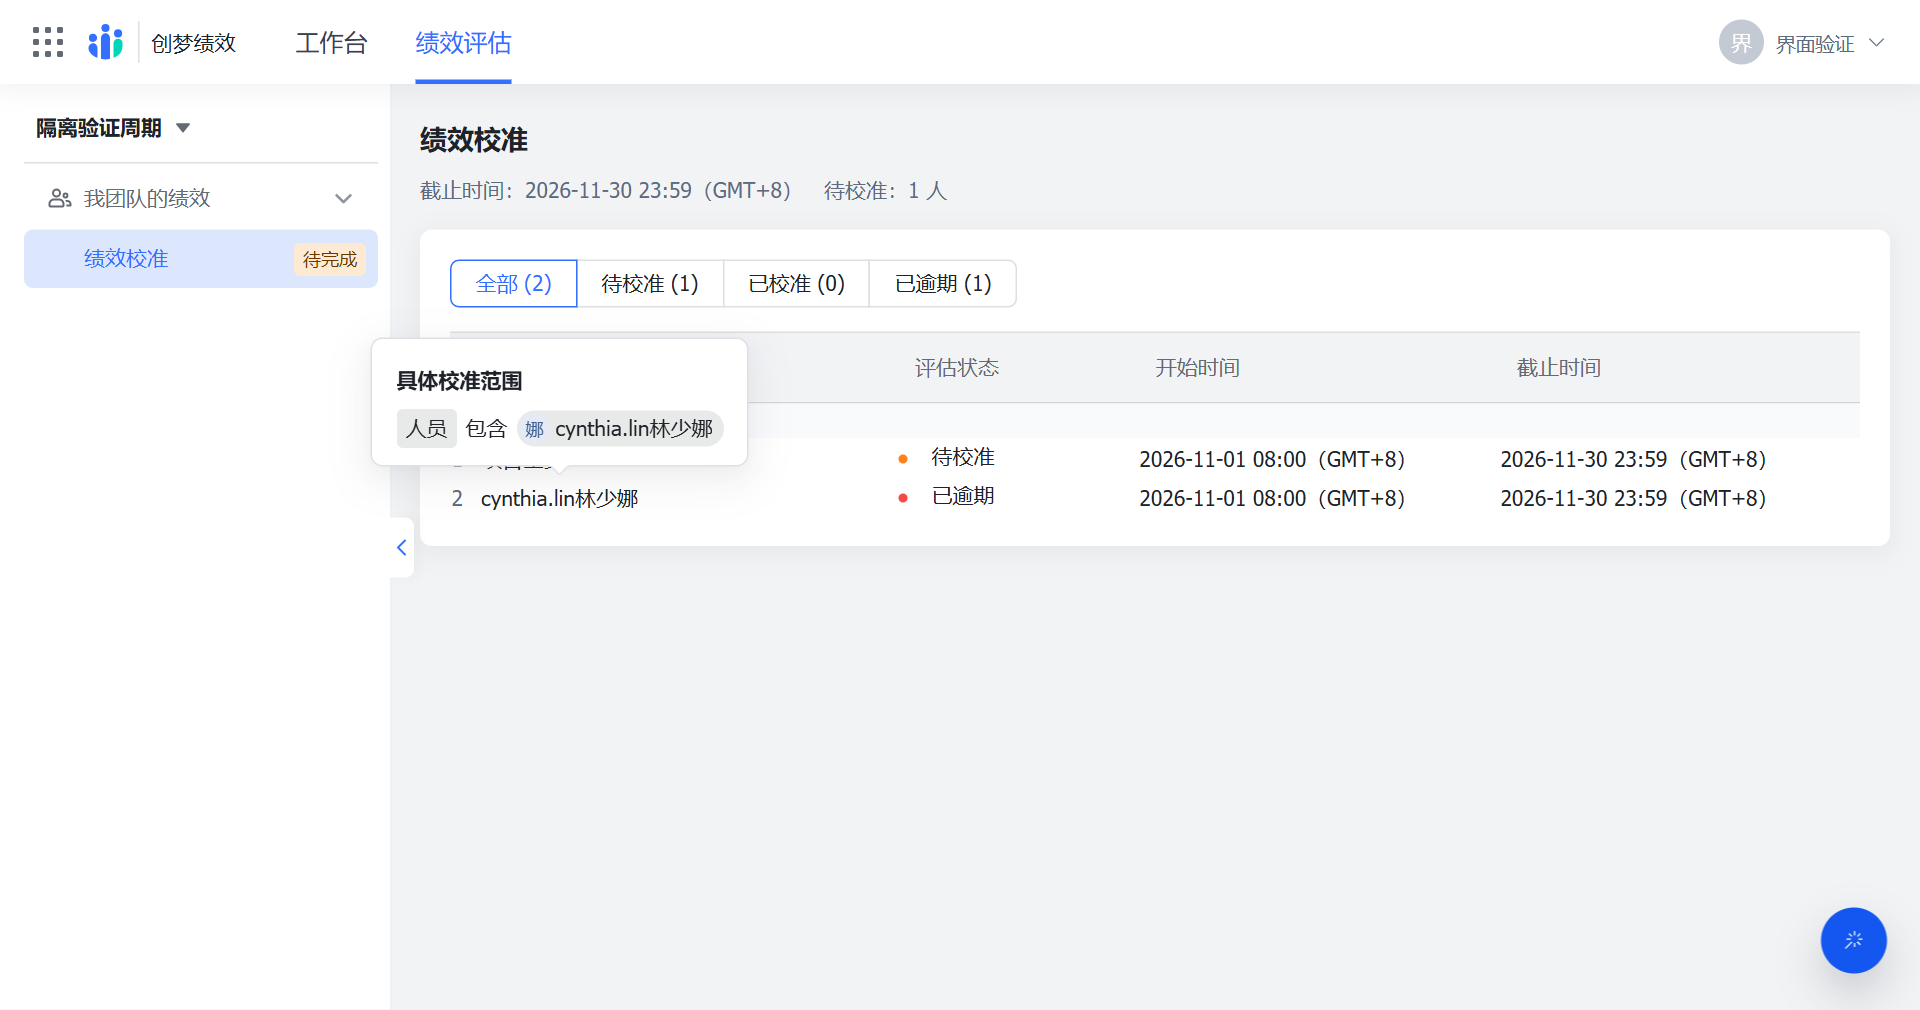 创梦绩效
工作台
绩效评估
界 界面验证
隔离验证周期
我团队的绩效
绩效校准 待完成
绩效校准
截止时间：2026-11-30 23:59（GMT+8） 待校准：1 人
全部 (2) 待校准 (1) 已校准 (0) 已逾期 (1)
评估状态 开始时间 截止时间
具体校准范围
人员 包含 娜 cynthia.lin林少娜
待校准 2026-11-01 08:00（GMT+8） 2026-11-30 23:59（GMT+8）
2 cynthia.lin林少娜 已逾期 2026-11-01 08:00（GMT+8） 2026-11-30 23:59（GMT+8）